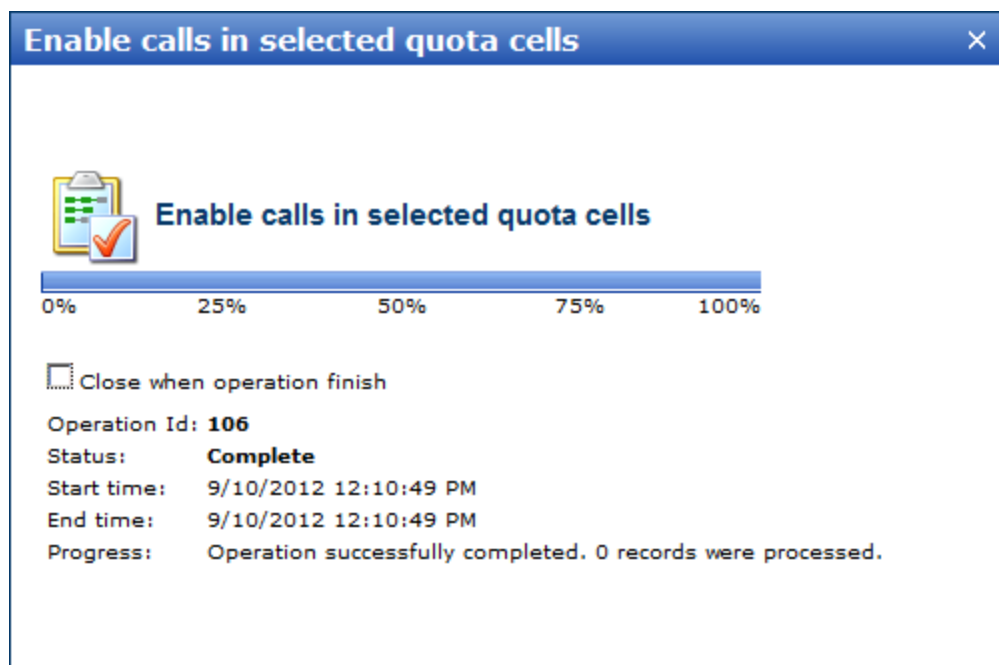 Enable calls in selected quota cells
Enable calls in selected quota cells
0% 25% 50% 75% 100%
Close when operation finish
Operation Id: 106
Status: Complete
Start time: 9/10/2012 12:10:49 PM
End time: 9/10/2012 12:10:49 PM
Progress: Operation successfully completed. 0 records were processed.